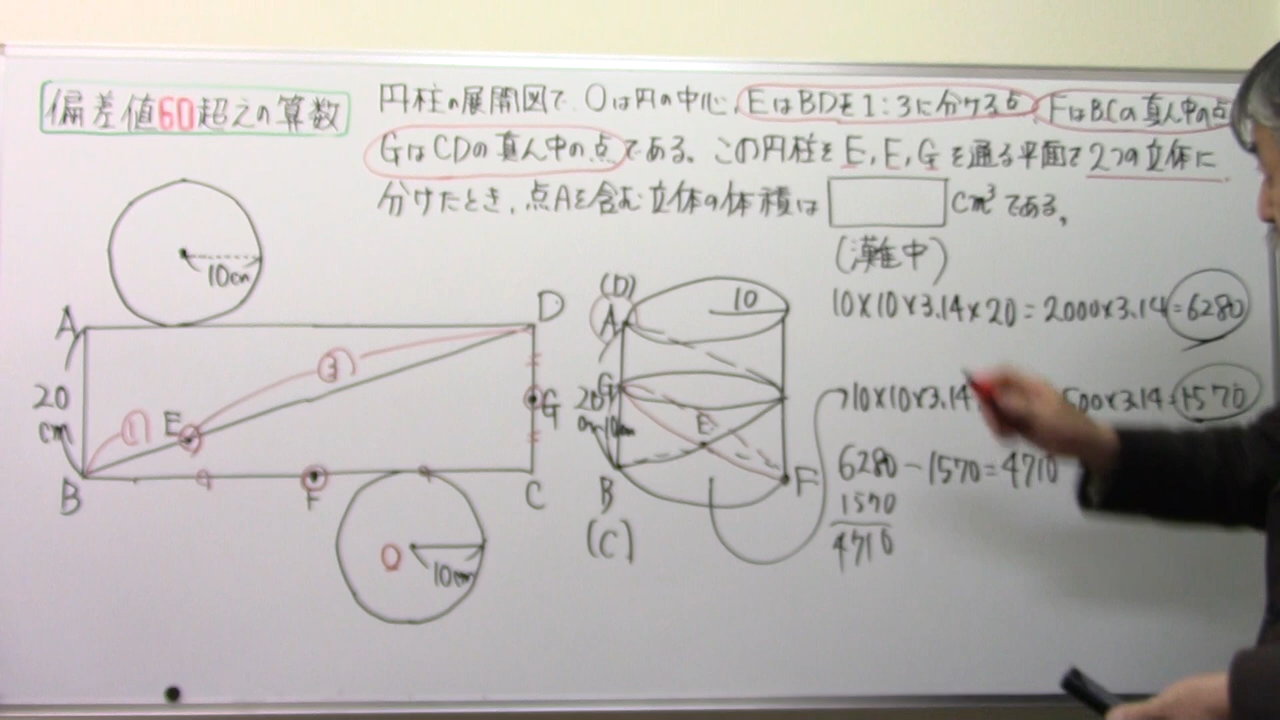 偏差値60超えの算数
円柱の展開図で、Oは円の中心、EはBDを1:3に分ける点、FはBCの真ん中の点
GはCDの真ん中の点である。この円柱をE,F,Gを通る平面で2つの立体に
分けたとき、点Aを含む立体の体積は cm³である。
(灘中)
10cm
A
D
20
cm
①
③
E
G
B
F
C
O
10cm
(D)
A
10
G
20
cm
10cm
E
B
F
(C)
10×10×3.14×20=2000×3.14=6280
10×10×3.14
500×3.14=1570
6280-1570=4710
1570
4710